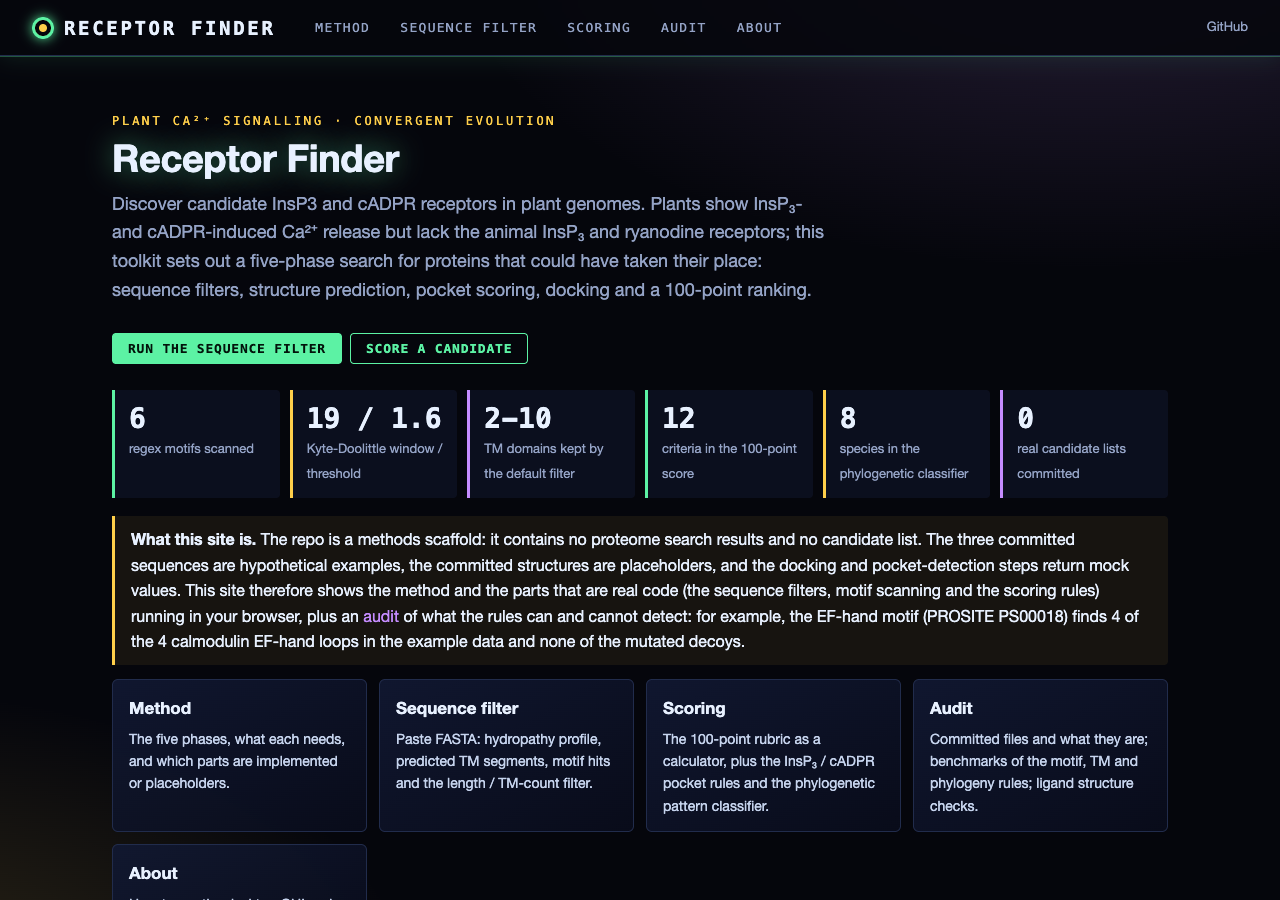 RECEPTOR FINDER METHOD SEQUENCE FILTER SCORING AUDIT ABOUT GitHub
PLANT CA²⁺ SIGNALLING · CONVERGENT EVOLUTION
Receptor Finder
Discover candidate InsP3 and cADPR receptors in plant genomes. Plants show InsP₃-
and cADPR-induced Ca²⁺ release but lack the animal InsP₃ and ryanodine receptors; this
toolkit sets out a five-phase search for proteins that could have taken their place:
sequence filters, structure prediction, pocket scoring, docking and a 100-point ranking.
RUN THE SEQUENCE FILTER SCORE A CANDIDATE
6
regex motifs scanned
19 / 1.6
Kyte-Doolittle window /
threshold
2–10
TM domains kept by
the default filter
12
criteria in the 100-point
score
8
species in the
phylogenetic classifier
0
real candidate lists
committed
What this site is. The repo is a methods scaffold: it contains no proteome search results and no candidate list. The three committed
sequences are hypothetical examples, the committed structures are placeholders, and the docking and pocket-detection steps return mock
values. This site therefore shows the method and the parts that are real code (the sequence filters, motif scanning and the scoring rules)
running in your browser, plus an audit of what the rules can and cannot detect: for example, the EF-hand motif (PROSITE PS00018) finds 4 of
the 4 calmodulin EF-hand loops in the example data and none of the mutated decoys.
Method
The five phases, what each needs,
and which parts are implemented
or placeholders.
Sequence filter
Paste FASTA: hydropathy profile,
predicted TM segments, motif hits
and the length / TM-count filter.
Scoring
The 100-point rubric as a
calculator, plus the InsP₃ / cADPR
pocket rules and the phylogenetic
pattern classifier.
Audit
Committed files and what they are;
benchmarks of the motif, TM and
phylogeny rules; ligand structure
checks.
About